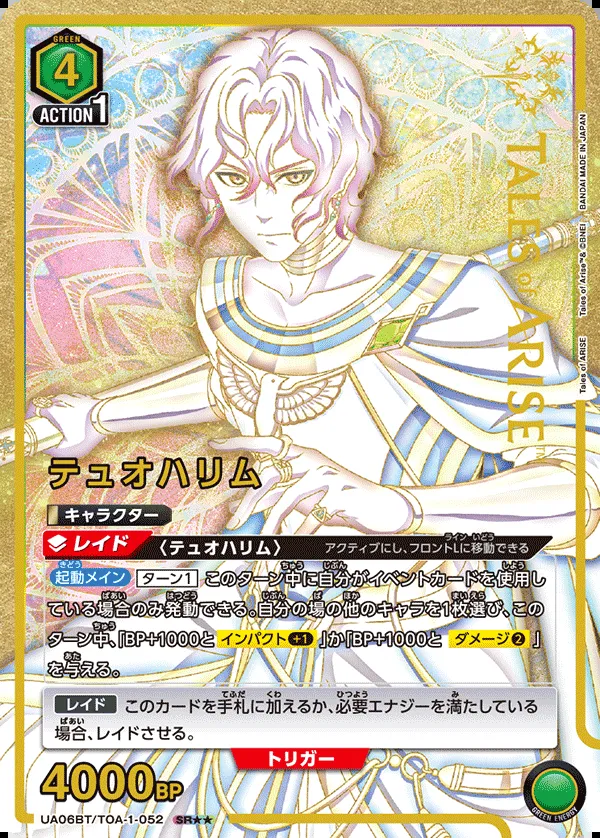 GREEN
4
ACTION1
TALES of ARISE™
Tales of ARISE Tales of Arise™& ©BNEI BANDAI MADE IN JAPAN
テュオハリム
キャラクター
レイド 〈テュオハリム〉 アクティブにし、フロントLに移動できる
起動メイン ターン1 このターン中に自分がイベントカードを使用し
ている場合のみ発動できる。自分の場の他のキャラを1枚選び、この
ターン中、「BP+1000と インパクト+1 」か「BP+1000と ダメージ2 」
を与える。
レイド このカードを手札に加えるか、必要エナジーを満たしている
場合、レイドさせる。
トリガー
4000BP
GREEN ENERGY
UA06BT/TOA-1-052 SR★★